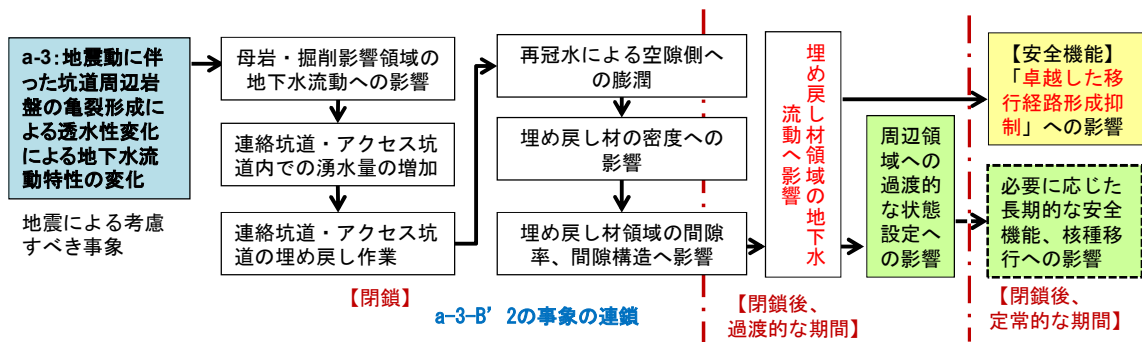 a-3:地震動に伴
った坑道周辺岩
盤の亀裂形成に
よる透水性変化
による地下水流
動特性の変化
地震による考慮
すべき事象
母岩・掘削影響領域の
地下水流動への影響
連絡坑道・アクセス坑
道内での湧水量の増加
連絡坑道・アクセス坑
道の埋め戻し作業
【閉鎖】
再冠水による空隙側へ
の膨潤
埋め戻し材の密度への
影響
埋め戻し材領域の間隙
率、間隙構造へ影響
a-3-B’2の事象の連鎖
埋め戻し材領域の地下水
流動へ影響
【閉鎖後、
過渡的な期間】
周辺領
域への
過渡的
な状態
設定へ
の影響
【安全機能】
「卓越した移
行経路形成抑
制」への影響
必要に応じた
長期的な安全
機能、核種移
行への影響
【閉鎖後、
定常的な期間】